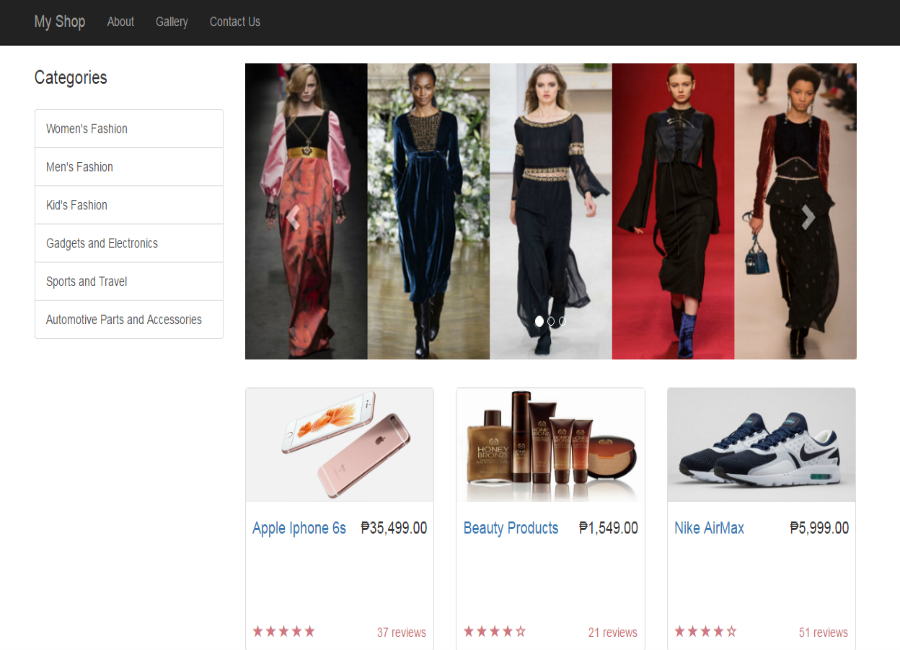 My Shop About Gallery Contact Us
Categories
Women's Fashion
Men's Fashion
Kid's Fashion
Gadgets and Electronics
Sports and Travel
Automotive Parts and Accessories
HONEY
BRONZE
Apple Iphone 6s ₱35,499.00
37 reviews
Beauty Products ₱1,549.00
21 reviews
Nike AirMax ₱5,999.00
51 reviews